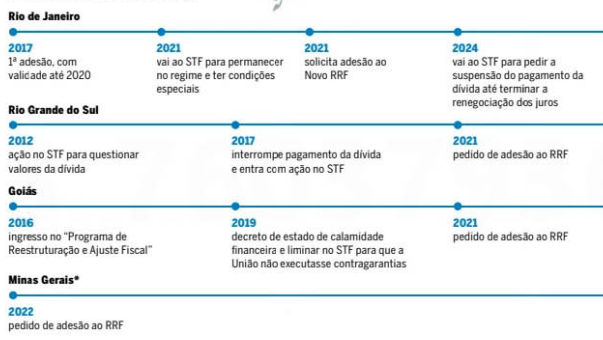 Rio de Janeiro
2017
1ª adesão, com
validade até 2020
2021
vai ao STF para permanecer
no regime e ter condições
especiais
2021
solicita adesão ao
Novo RRF
2024
vai ao STF para pedir a
suspensão do pagamento da
dívida até terminar a
renegociação dos juros
Rio Grande do Sul
2012
ação no STF para questionar
valores da dívida
2017
interrompe pagamento da dívida
e entra com ação no STF
2021
pedido de adesão ao RRF
Goiás
2016
ingresso no “Programa de
Reestruturação e Ajuste Fiscal”
2019
decreto de estado de calamidade
financeira e liminar no STF para que a
União não executasse contragarantias
2021
pedido de adesão ao RRF
Minas Gerais*
2022
pedido de adesão ao RRF